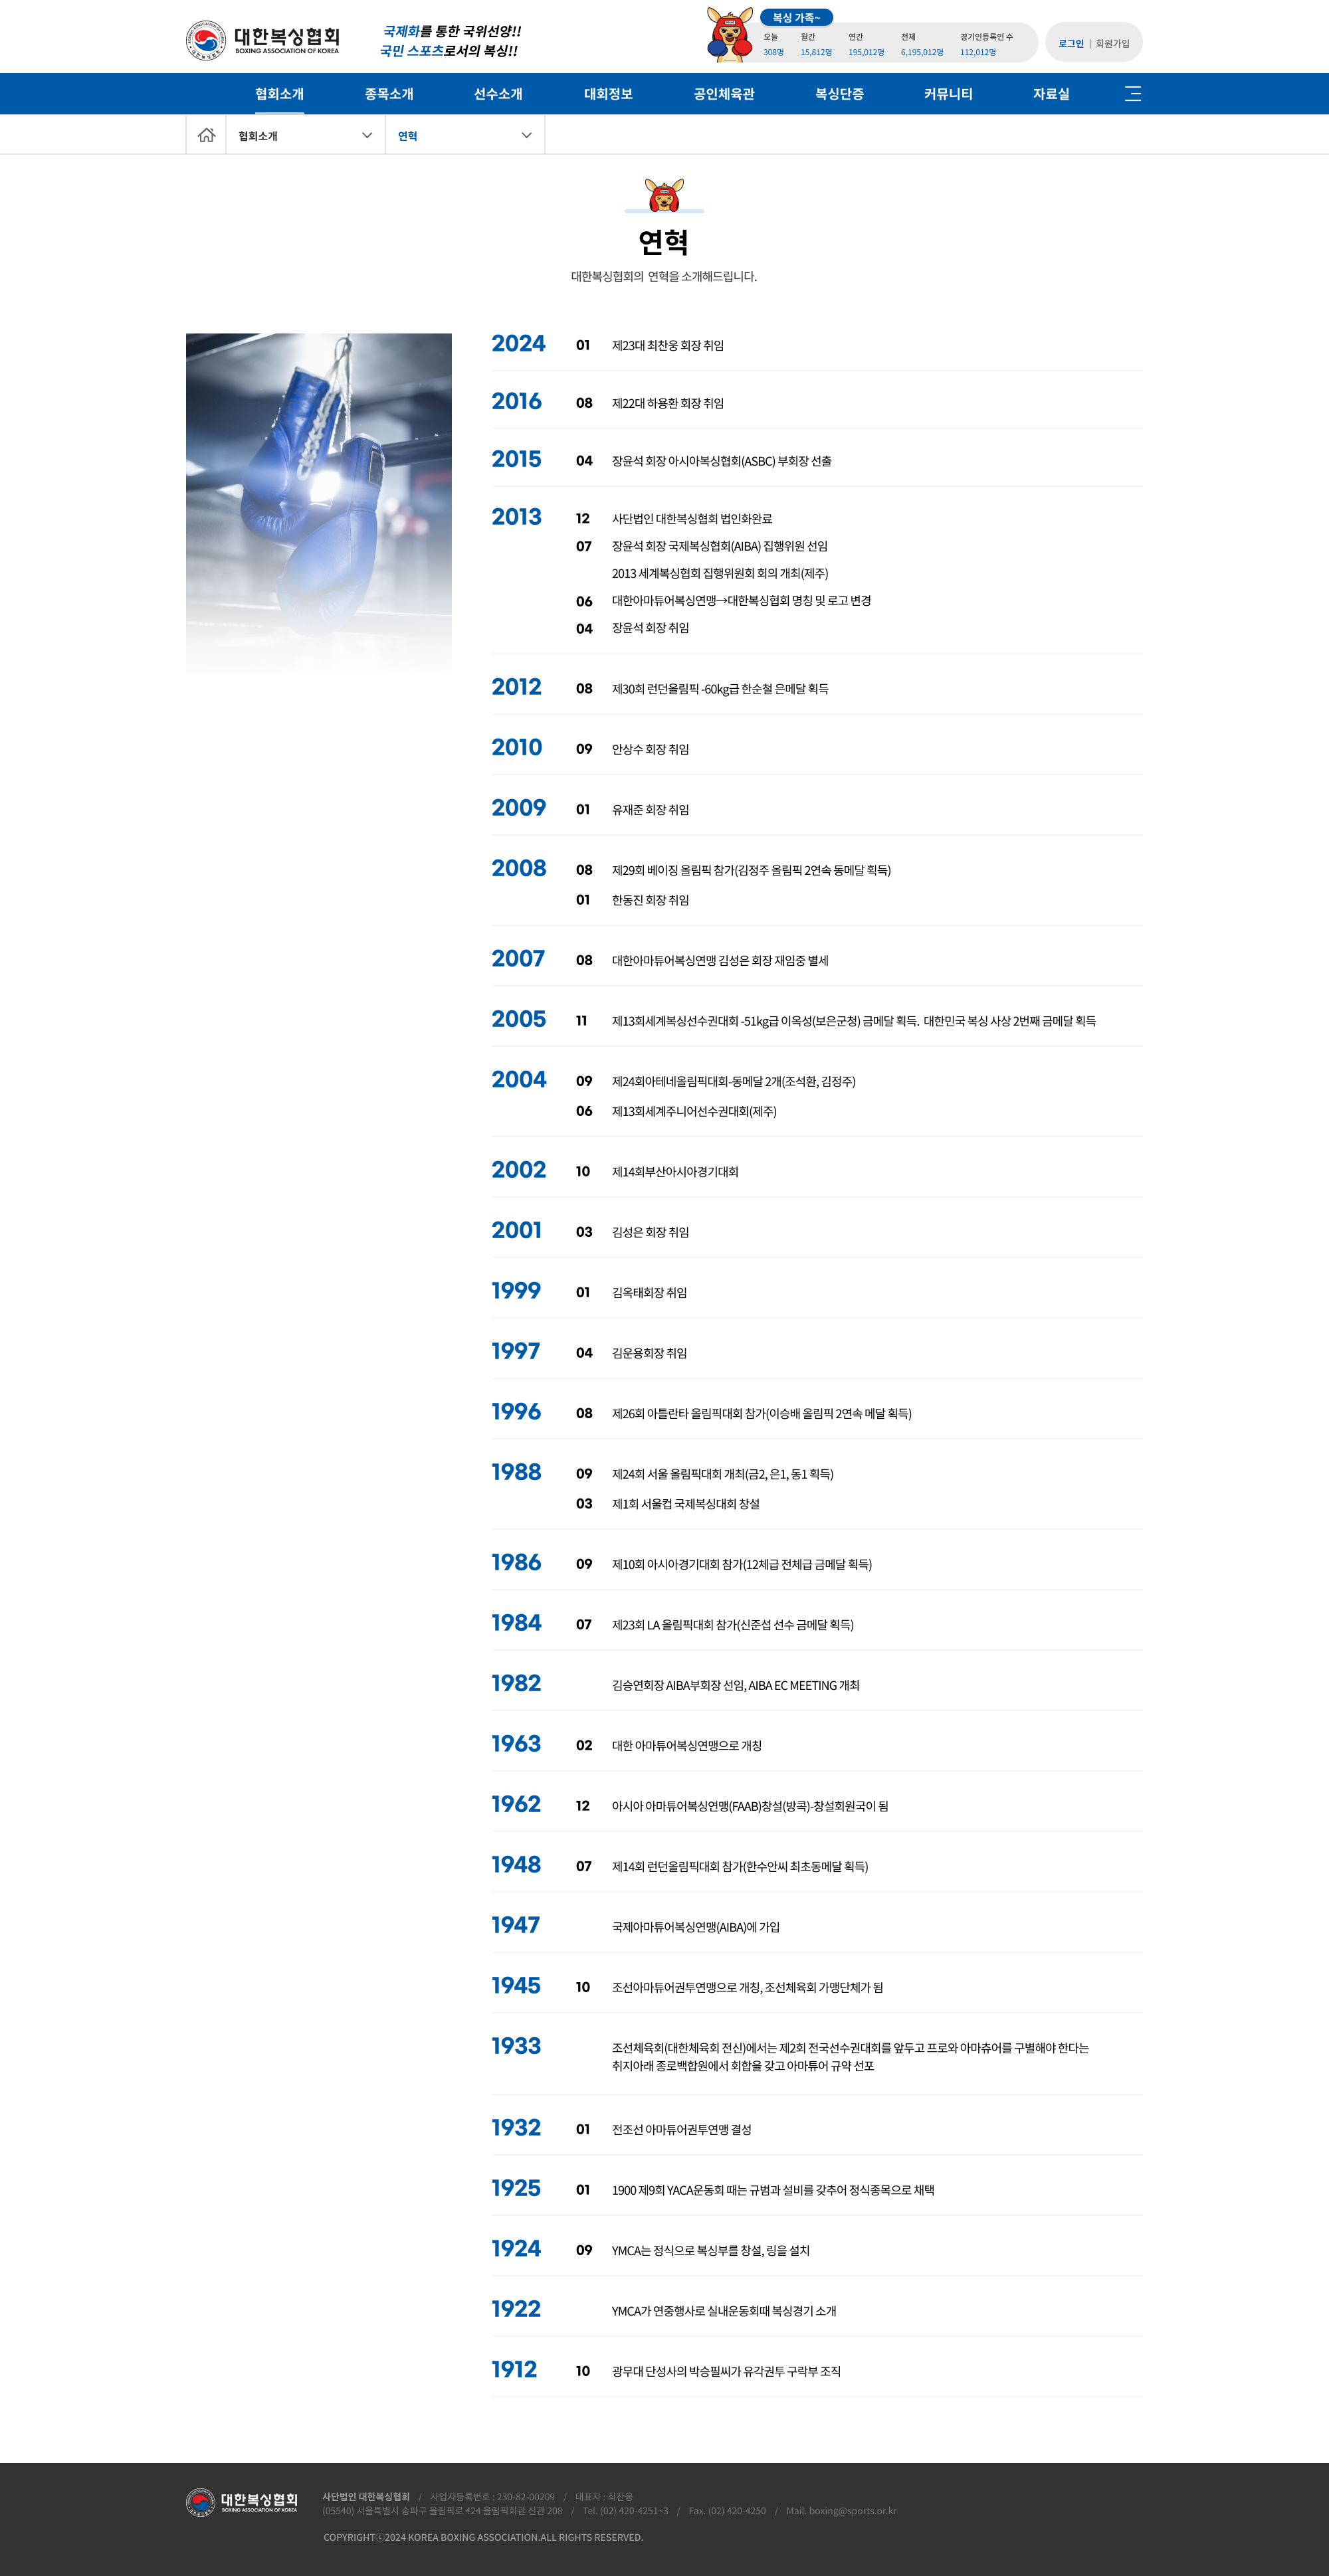 대한복싱협회
BOXING ASSOCIATION OF KOREA
국제화를 통한 국위선양!!
국민 스포츠로서의 복싱!!
복싱 가족~
오늘 월간 연간 전체 경기인등록인 수
308명 15,812명 195,012명 6,195,012명 112,012명
로그인 | 회원가입
협회소개 종목소개 선수소개 대회정보 공인체육관 복싱단증 커뮤니티 자료실
협회소개 연혁
연혁
대한복싱협회의 연혁을 소개해드립니다.
2024 01 제23대 최찬웅 회장 취임
2016 08 제22대 하용환 회장 취임
2015 04 장윤석 회장 아시아복싱협회(ASBC) 부회장 선출
2013 12 사단법인 대한복싱협회 법인화완료
07 장윤석 회장 국제복싱협회(AIBA) 집행위원 선임
2013 세계복싱협회 집행위원회 회의 개최(제주)
06 대한아마튜어복싱연맹→대한복싱협회 명칭 및 로고 변경
04 장윤석 회장 취임
2012 08 제30회 런던올림픽 -60kg급 한순철 은메달 획득
2010 09 안상수 회장 취임
2009 01 유재준 회장 취임
2008 08 제29회 베이징 올림픽 참가(김정주 올림픽 2연속 동메달 획득)
01 한동진 회장 취임
2007 08 대한아마튜어복싱연맹 김성은 회장 재임중 별세
2005 11 제13회세계복싱선수권대회 -51kg급 이옥성(보은군청) 금메달 획득. 대한민국 복싱 사상 2번째 금메달 획득
2004 09 제24회아테네올림픽대회-동메달 2개(조석환, 김정주)
06 제13회세계주니어선수권대회(제주)
2002 10 제14회부산아시아경기대회
2001 03 김성은 회장 취임
1999 01 김옥태회장 취임
1997 04 김운용회장 취임
1996 08 제26회 아틀란타 올림픽대회 참가(이승배 올림픽 2연속 메달 획득)
1988 09 제24회 서울 올림픽대회 개최(금2, 은1, 동1 획득)
03 제1회 서울컵 국제복싱대회 창설
1986 09 제10회 아시아경기대회 참가(12체급 전체급 금메달 획득)
1984 07 제23회 LA 올림픽대회 참가(신준섭 선수 금메달 획득)
1982 김승연회장 AIBA부회장 선임, AIBA EC MEETING 개최
1963 02 대한 아마튜어복싱연맹으로 개칭
1962 12 아시아 아마튜어복싱연맹(FAAB)창설(방콕)-창설회원국이 됨
1948 07 제14회 런던올림픽대회 참가(한수안씨 최초동메달 획득)
1947 국제아마튜어복싱연맹(AIBA)에 가입
1945 10 조선아마튜어권투연맹으로 개칭, 조선체육회 가맹단체가 됨
1933 조선체육회(대한체육회 전신)에서는 제2회 전국선수권대회를 앞두고 프로와 아마츄어를 구별해야 한다는
취지아래 종로백합원에서 회합을 갖고 아마튜어 규약 선포
1932 01 전조선 아마튜어권투연맹 결성
1925 01 1900 제9회 YACA운동회 때는 규범과 설비를 갖추어 정식종목으로 채택
1924 09 YMCA는 정식으로 복싱부를 창설, 링을 설치
1922 YMCA가 연중행사로 실내운동회때 복싱경기 소개
1912 10 광무대 단성사의 박승필씨가 유각권투 구락부 조직
대한복싱협회
BOXING ASSOCIATION OF KOREA
사단법인 대한복싱협회 / 사업자등록번호 : 230-82-00209 / 대표자 : 최찬웅
(05540) 서울특별시 송파구 올림픽로 424 올림픽회관 신관 208 / Tel. (02) 420-4251~3 / Fax. (02) 420-4250 / Mail. boxing@sports.or.kr
COPYRIGHTⓒ2024 KOREA BOXING ASSOCIATION.ALL RIGHTS RESERVED.